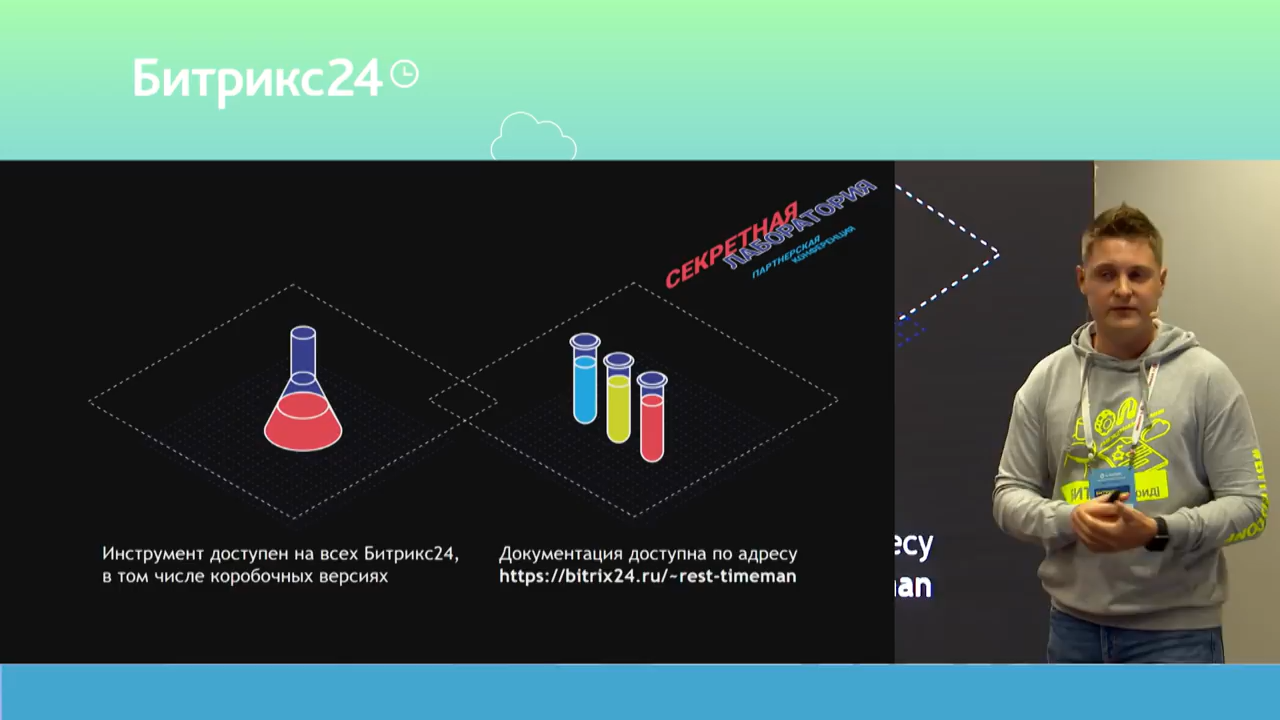 Битрикс24
СЕКРЕТНАЯ
ЛАБОРАТОРИЯ
ПАРТНЕРСКАЯ
КОНФЕРЕНЦИЯ
Инструмент доступен на всех Битрикс24,
в том числе коробочных версиях
Документация доступна по адресу
https://bitrix24.ru/~rest-timeman
есу
an